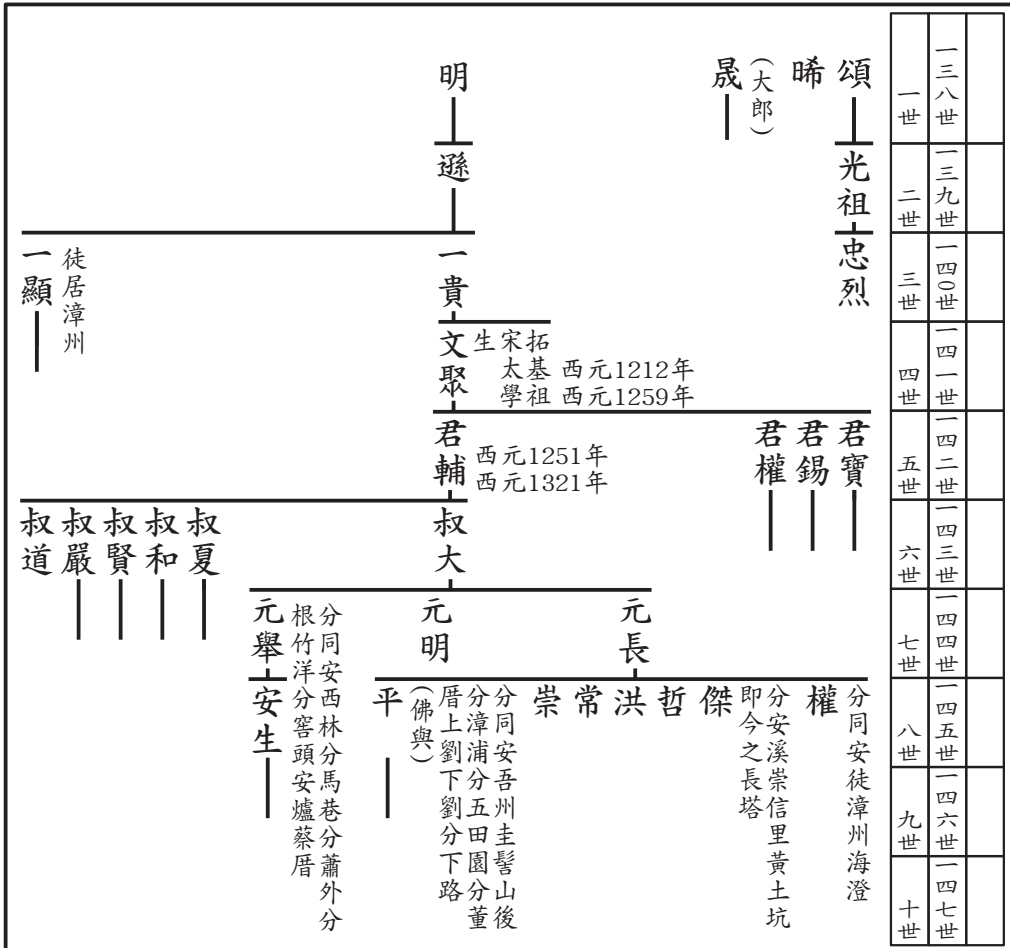 一三八世
一三九世
一四〇世
一四一世
一四二世
一四三世
一四四世
一四五世
一四六世
一四七世
一世
二世
三世
四世
五世
六世
七世
八世
九世
十世
頌
晞
晟
(大郎)
明
光祖
遜
忠烈
一貴
一顯
徒居漳州
文聚
拓基祖
宋太學
生
西元1212年
西元1259年
君寶
君錫
君權
君輔
西元1251年
西元1321年
叔大
叔夏
叔和
叔賢
叔嚴
叔道
元長
元明
元舉
分同安西林分馬巷分蕭外分
根竹洋分窖頭安爐蔡厝
分同安徒漳州海澄
權
分安溪崇信里黃土坑
即今之長塔
傑
哲
洪
常
崇
分同安吾州圭髻山後
分漳浦分五田園分董
厝上劉下劉分下路
(佛與)
平
安生